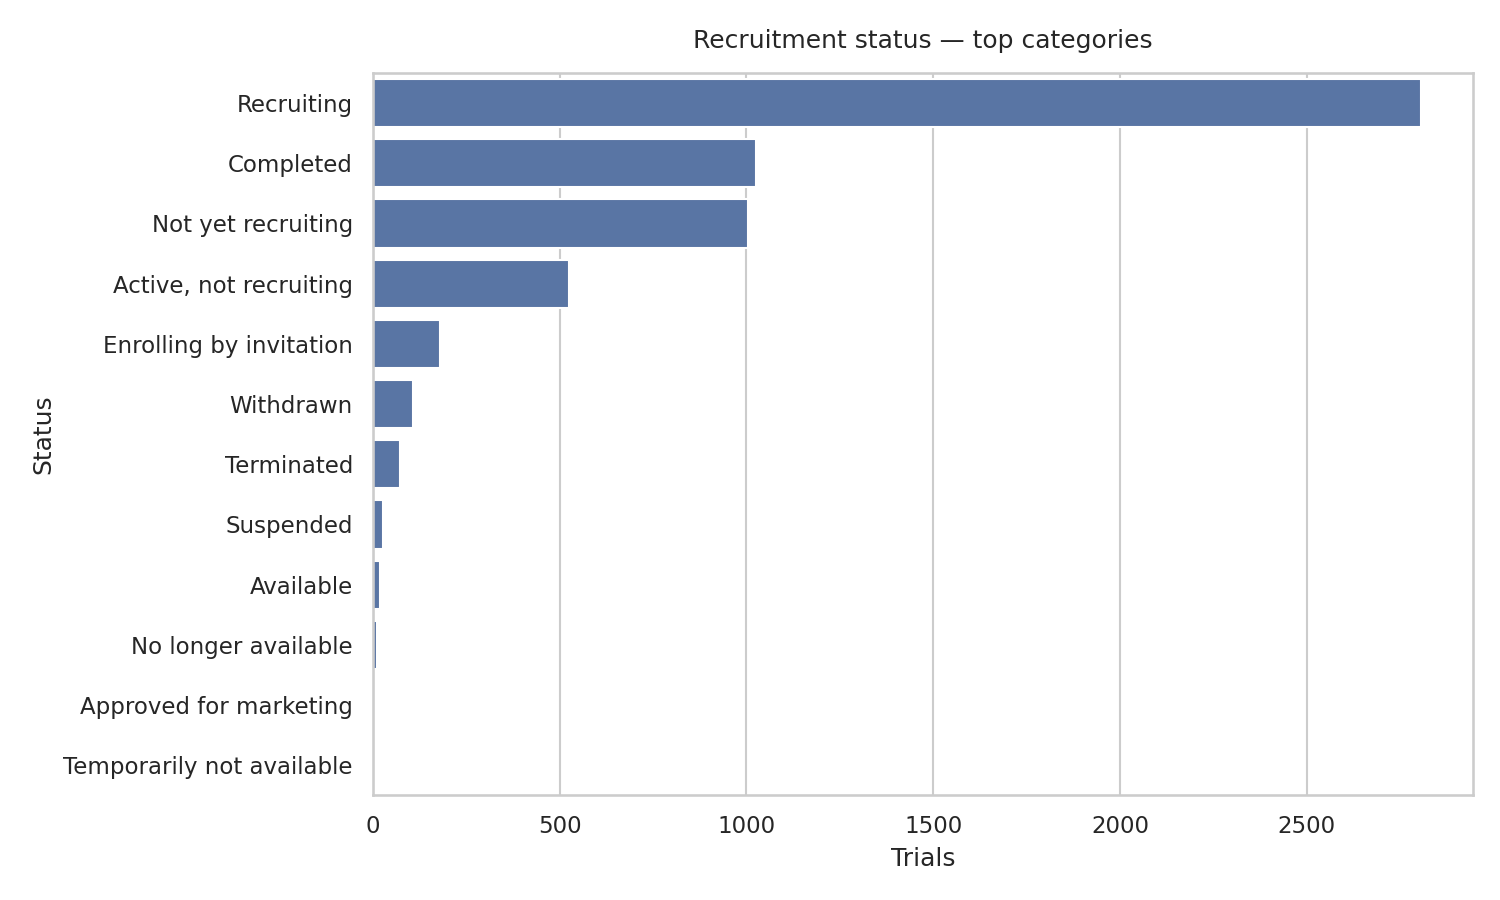 Recruitment status — top categories
Recruiting
Completed
Not yet recruiting
Active, not recruiting
Enrolling by invitation
Withdrawn
Terminated
Suspended
Available
No longer available
Approved for marketing
Temporarily not available
Status
0 500 1000 1500 2000 2500
Trials